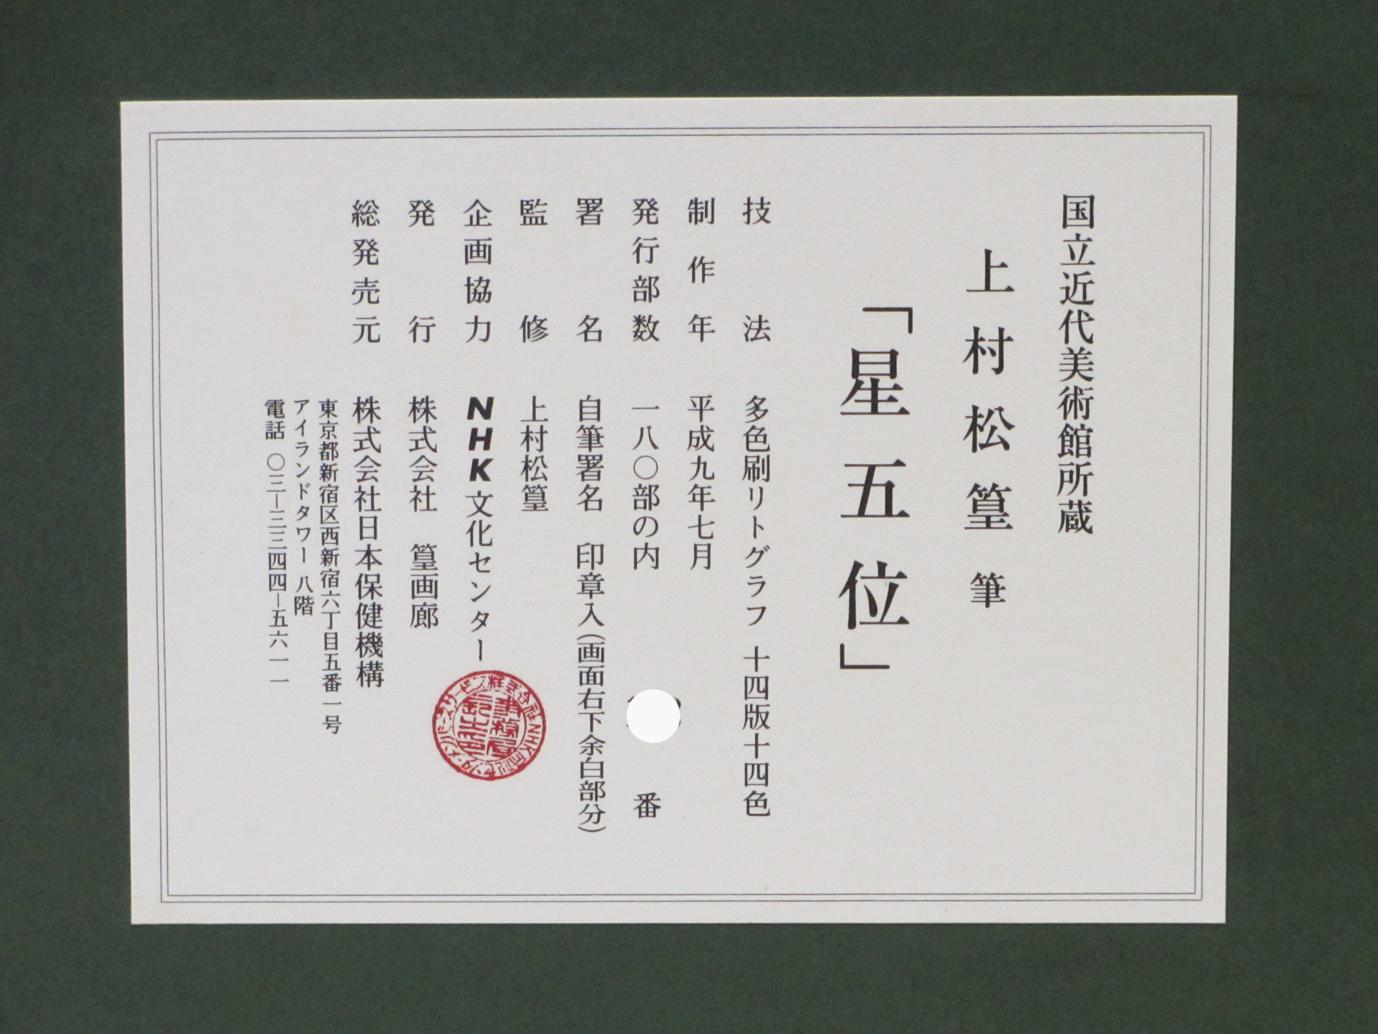 国立近代美術館所蔵
上村松篁 筆
「星五位」
技法 多色刷リトグラフ 十四版十四色
制作年 平成九年七月
発行部数 一八〇部の内 番
署名 自筆署名 印章入(画面右下余白部分)
監修 上村松篁
企画協力 NHK文化センター
発行 株式会社 篁画廊
総発売元 株式会社日本保健機構
東京都新宿区西新宿六丁目五番一号
アイランドタワー 八階
電話 〇三―三三四四―五六一一